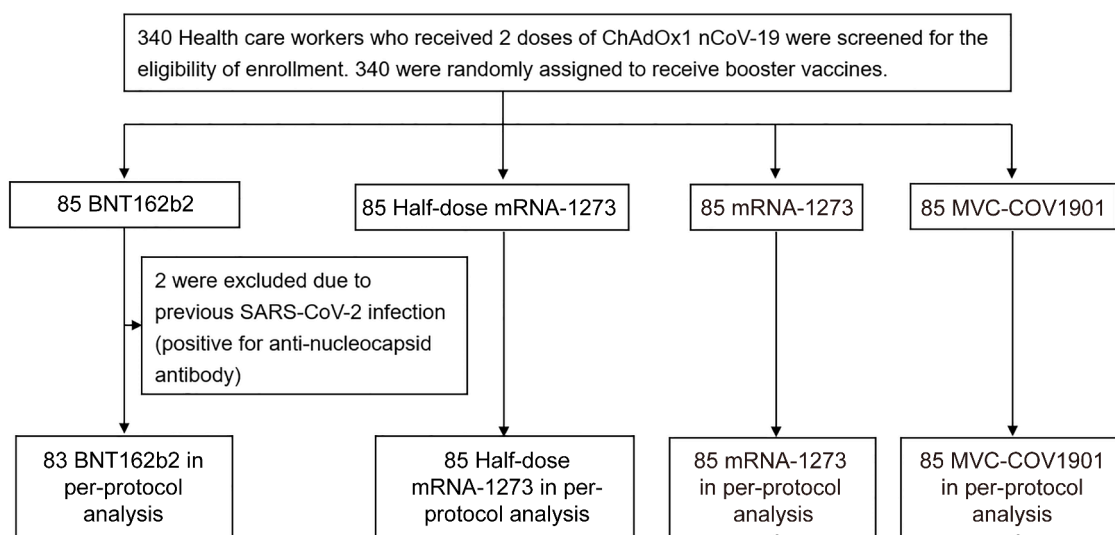 340 Health care workers who received 2 doses of ChAdOx1 nCoV-19 were screened for the
eligibility of enrollment. 340 were randomly assigned to receive booster vaccines.
85 BNT162b2
85 Half-dose mRNA-1273
85 mRNA-1273
85 MVC-COV1901
2 were excluded due to
previous SARS-CoV-2 infection
(positive for anti-nucleocapsid
antibody)
83 BNT162b2 in
per-protocol
analysis
85 Half-dose
mRNA-1273 in per-
protocol analysis
85 mRNA-1273
in per-protocol
analysis
85 MVC-COV1901
in per-protocol
analysis